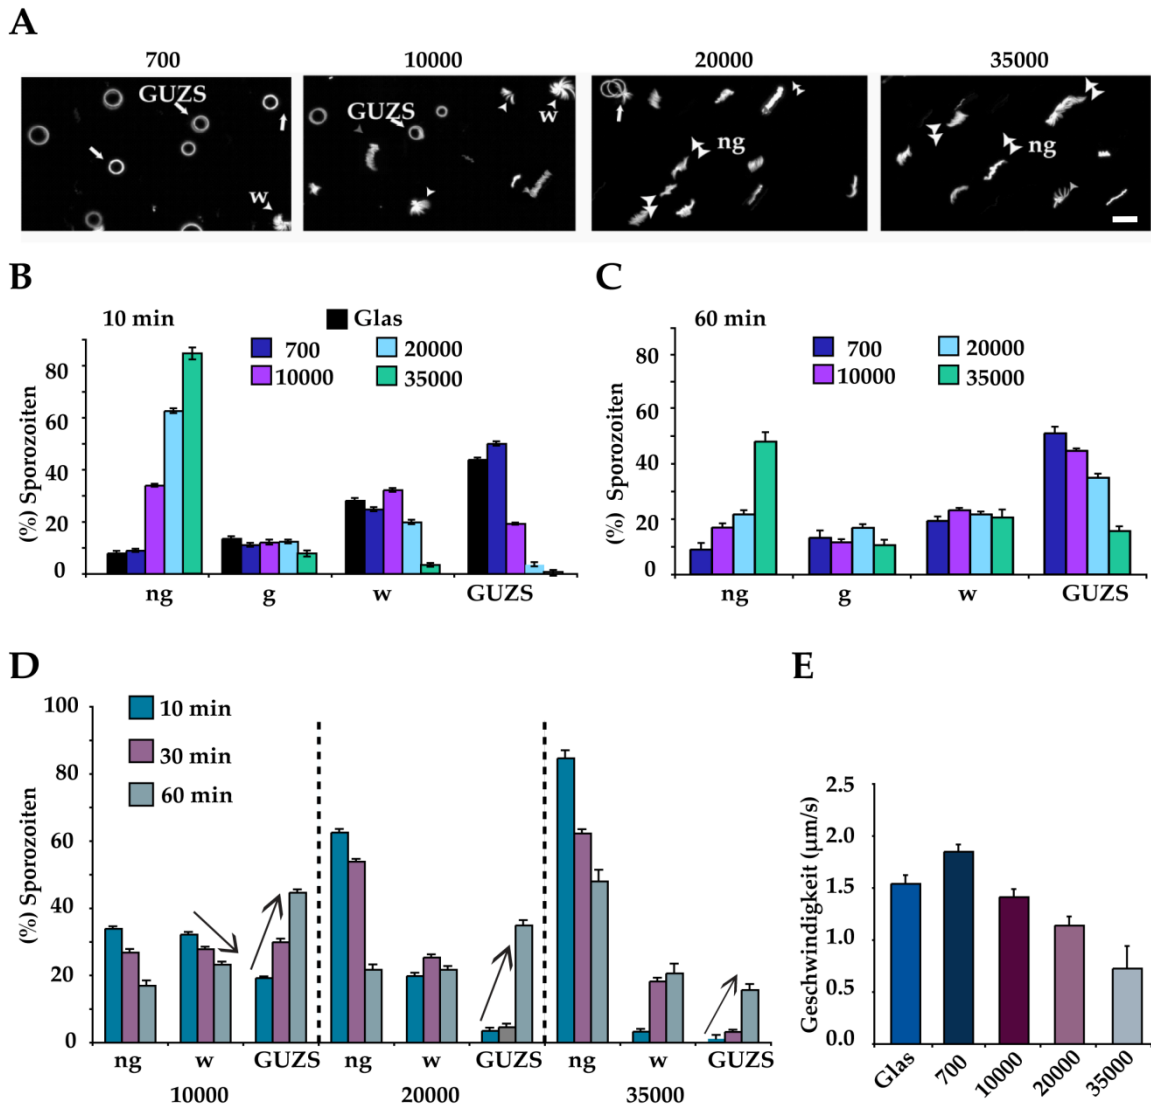 A
700
10000
20000
35000
GUZS
w
GUZS
w
ng
ng
B
10 min
Glas
700
20000
10000
35000
(%) Sporozoiten
80
60
40
20
0
ng g w GUZS
C
60 min
700
20000
10000
35000
(%) Sporozoiten
80
60
40
20
0
ng g w GUZS
D
10 min
30 min
60 min
(%) Sporozoiten
100
80
60
40
20
0
ng w GUZS ng w GUZS ng w GUZS
10000 20000 35000
E
Geschwindigkeit (µm/s)
2.5
2.0
1.5
1.0
0.5
0.0
Glas
700
10000
20000
35000